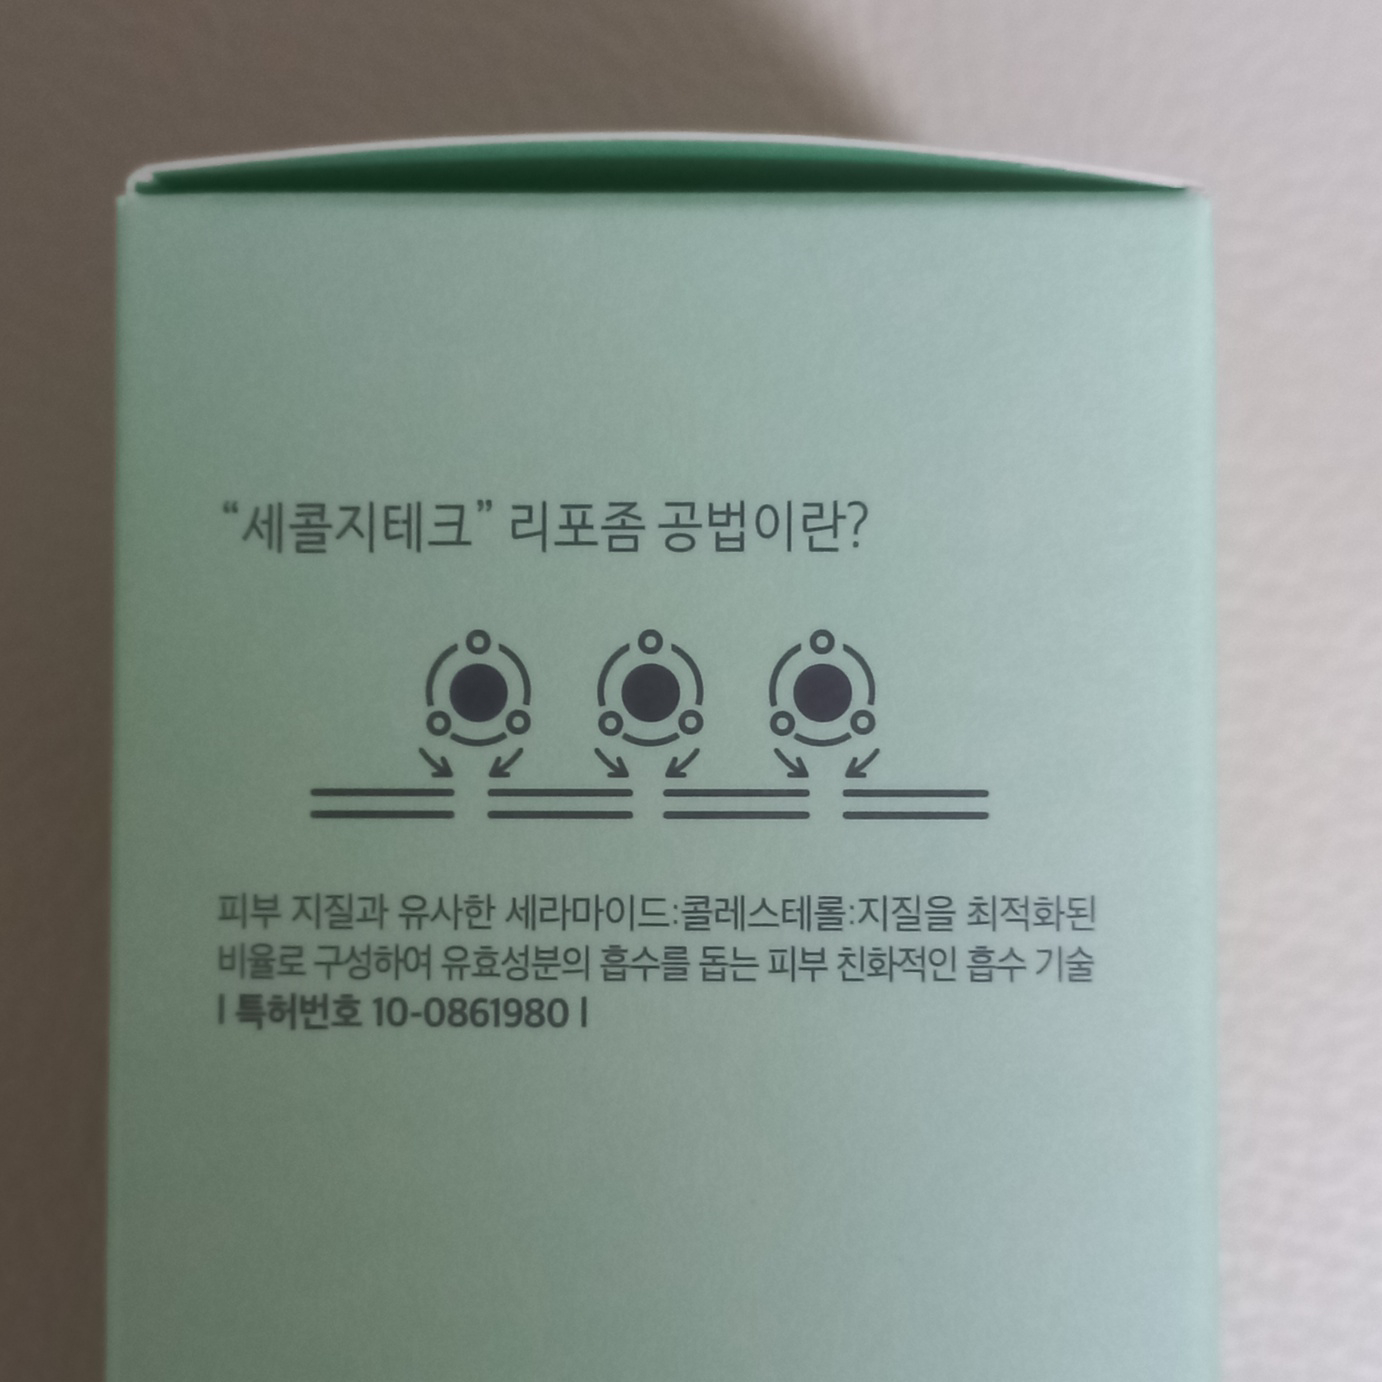 “세콜지테크” 리포좀 공법이란?
피부 지질과 유사한 세라마이드:콜레스테롤:지질을 최적화된
비율로 구성하여 유효성분의 흡수를 돕는 피부 친화적인 흡수 기술
| 특허번호 10-0861980 |